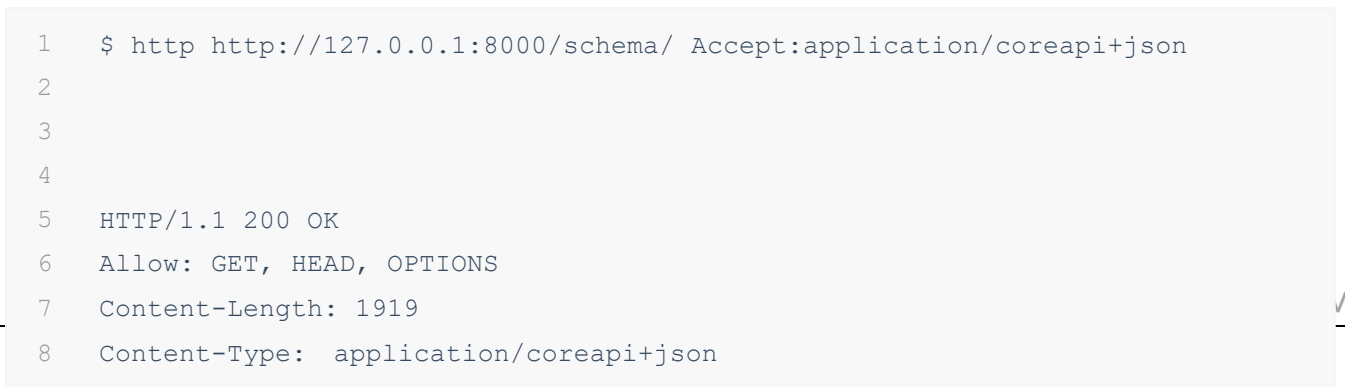 1 $ http http://127.0.0.1:8000/schema/ Accept:application/coreapi+json
2
3
4
5 HTTP/1.1 200 OK
6 Allow: GET, HEAD, OPTIONS
7 Content-Length: 1919
8 Content-Type: application/coreapi+json